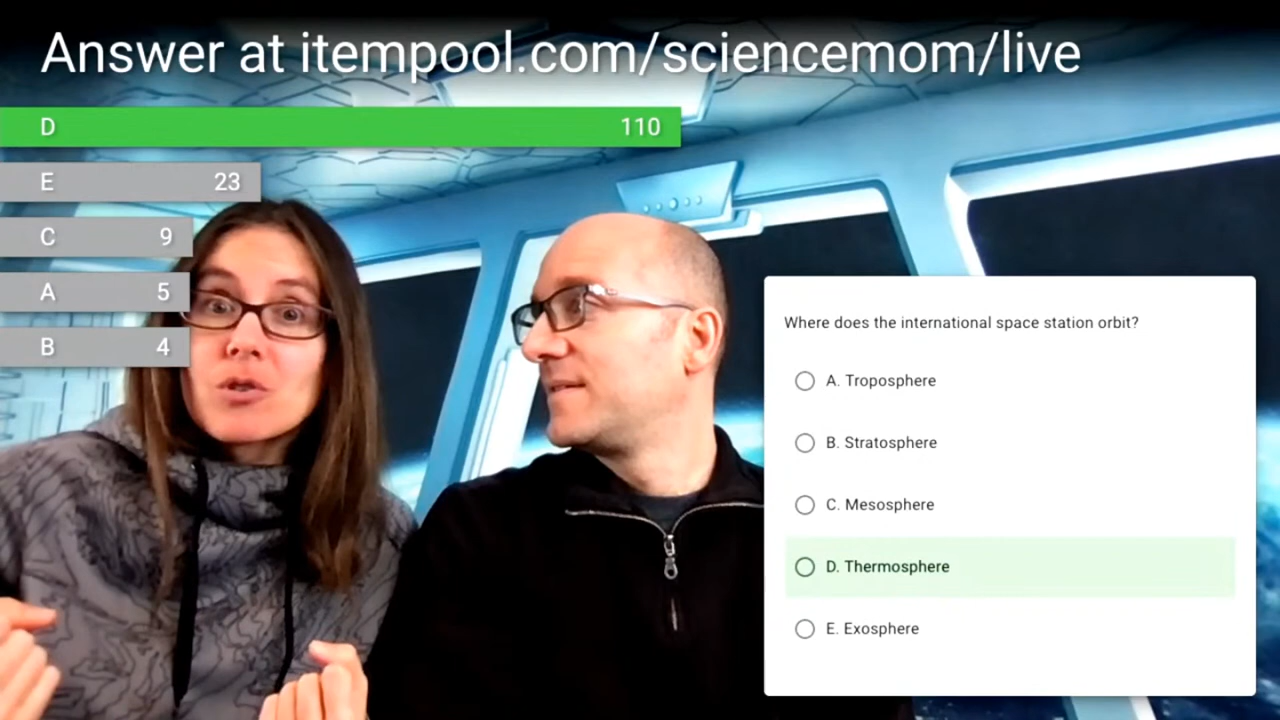 Answer at itempool.com/sciencemom/live
D 110
E 23
C 9
A 5
B 4
Where does the international space station orbit?
A. Troposphere
B. Stratosphere
C. Mesosphere
D. Thermosphere
E. Exosphere